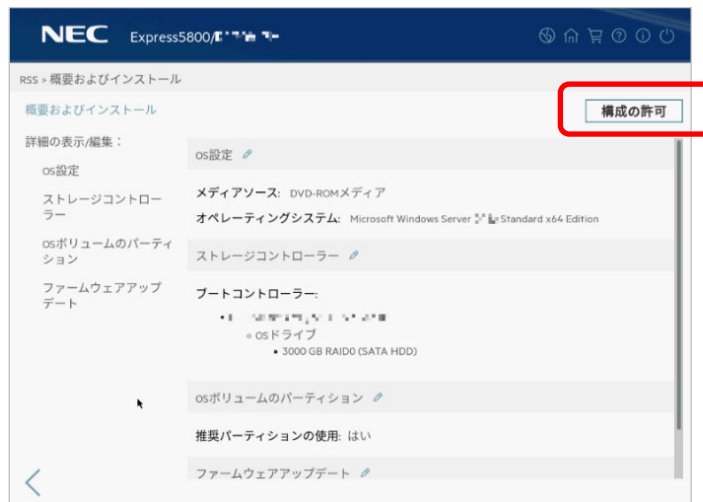 NEC Express5800/
RSS > 概要およびインストール
概要およびインストール
構成の許可
詳細の表示/編集：
OS設定
ストレージコントロー
ラー
OSボリュームのパーティ
ション
ファームウェアアップ
デート
OS設定
メディアソース: DVD-ROMメディア
オペレーティングシステム: Microsoft Windows Server Standard x64 Edition
ストレージコントローラー
ブートコントローラー:
OSドライブ
3000 GB RAID0 (SATA HDD)
OSボリュームのパーティション
推奨パーティションの使用: はい
ファームウェアアップデート